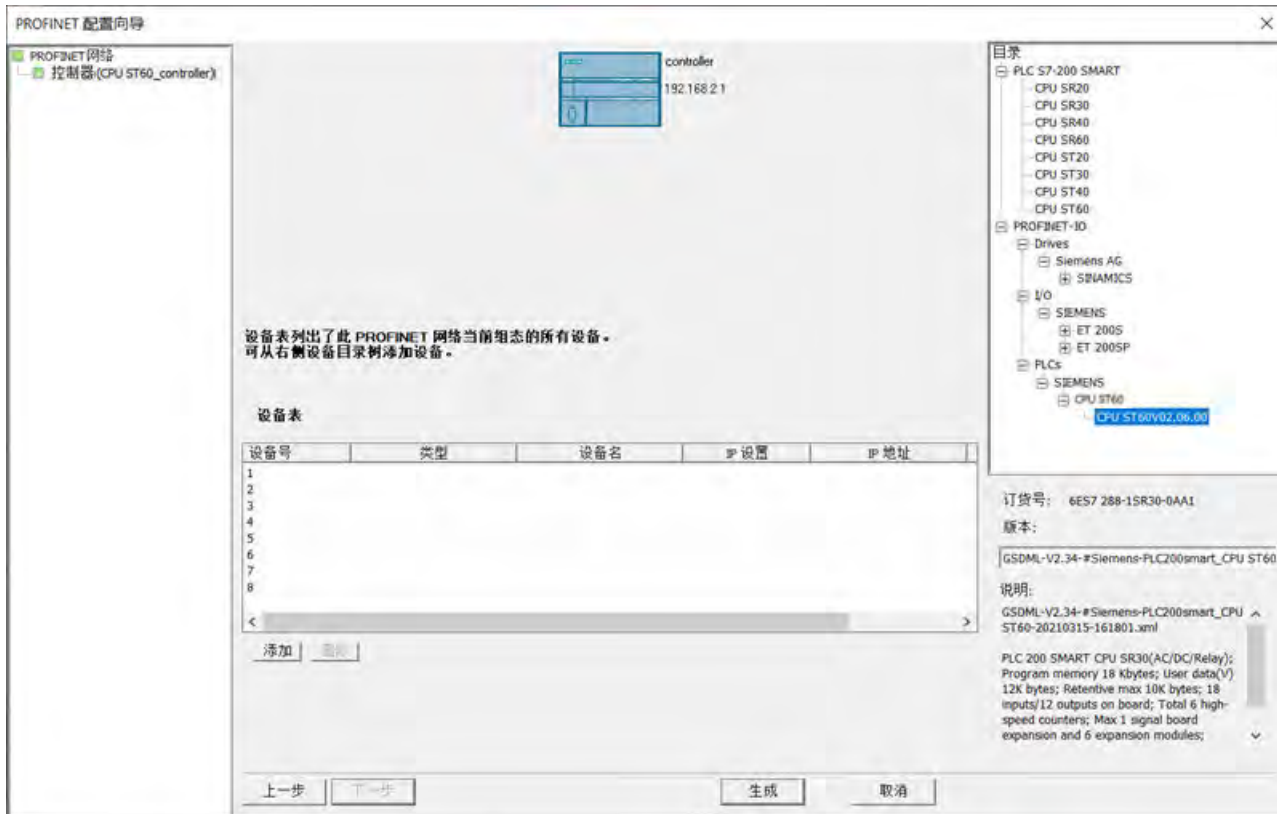 PROFINET 配置向导
PROFINET 网络
控制器(CPU ST60_controller)
controller
192.168.2.1
设备表列出了此 PROFINET 网络当前组态的所有设备。
可从右侧设备目录树添加设备。
设备表
设备号 类型 设备名 IP 设置 IP 地址
1
2
3
4
5
6
7
8
添加 删除
上一步 下一步 生成 取消
目录
PLC S7-200 SMART
CPU SR20
CPU SR30
CPU SR40
CPU SR60
CPU ST20
CPU ST30
CPU ST40
CPU ST60
PROFINET-IO
Drives
Siemens AG
SINAMICS
I/O
SIEMENS
ET 200S
ET 200SP
PLCs
SIEMENS
CPU ST60
CPU ST60V02.06.00
订货号: 6ES7 288-1SR30-0AA1
版本:
GSDML-V2.34-#Siemens-PLC200smart_CPU ST60
说明:
GSDML-V2.34-#Siemens-PLC200smart_CPU
ST60-20210315-161801.xml
PLC 200 SMART CPU SR30(AC/DC/Relay);
Program memory 18 Kbytes; User data(V)
12K bytes; Retentive max 10K bytes; 18
inputs/12 outputs on board; Total 6 high-
speed counters; Max 1 signal board
expansion and 6 expansion modules;